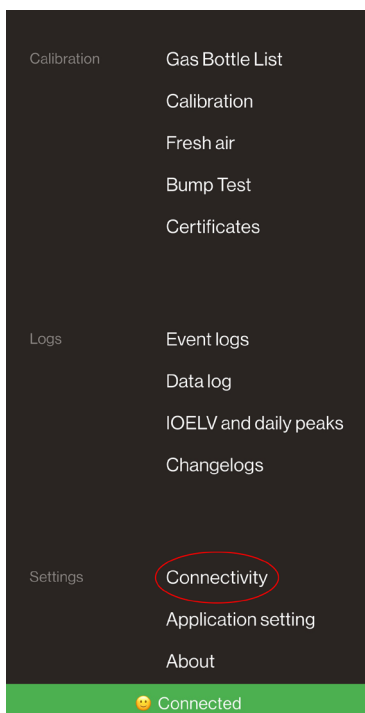 Calibration Gas Bottle List
Calibration
Fresh air
Bump Test
Certificates
Logs Event logs
Data log
IOELV and daily peaks
Changelogs
Settings Connectivity
Application setting
About
🙂 Connected